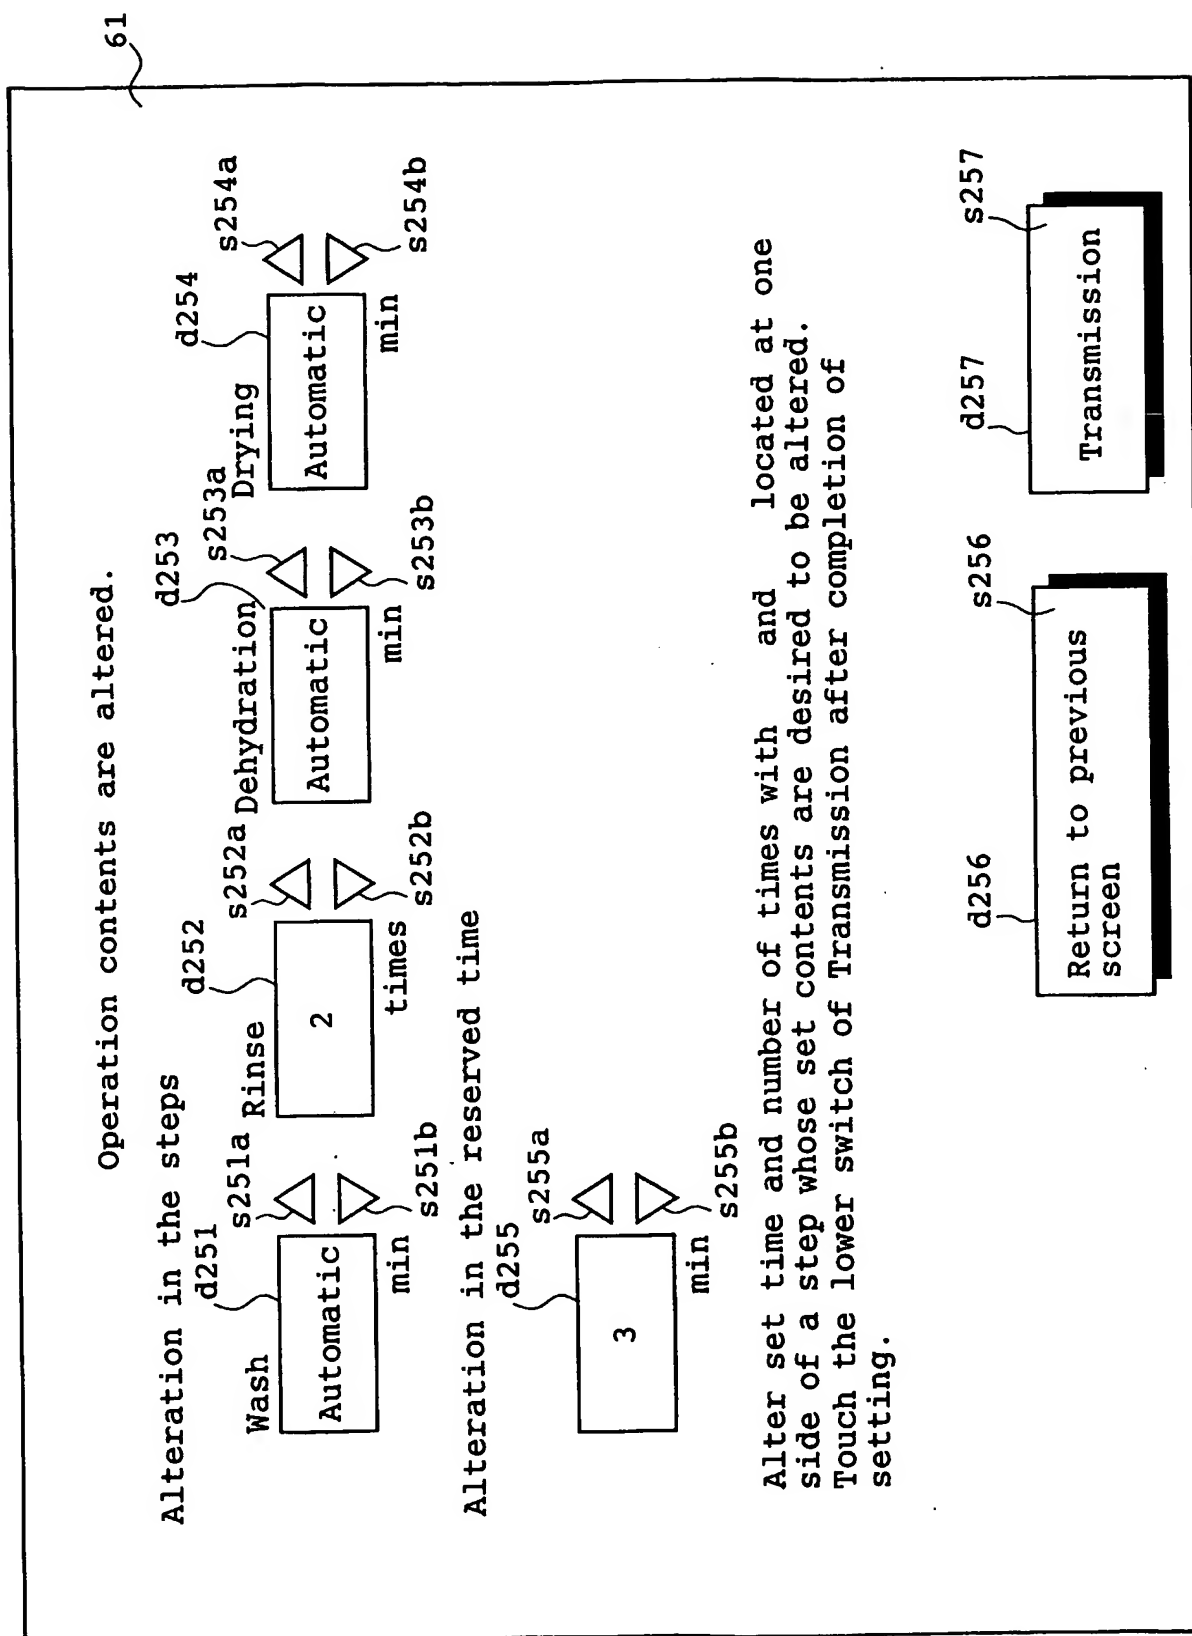 61
Operation contents are altered.
Alteration in the steps
Wash
d251
s251a
Automatic
s251b
min
Rinse
d252
s252a
2
s252b
times
Dehydration
d253
s253a
Automatic
s253b
min
Drying
d254
s254a
Automatic
s254b
min
Alteration in the reserved time
d255
s255a
3
s255b
min
Alter set time and number of times with and located at one
side of a step whose set contents are desired to be altered.
Touch the lower switch of Transmission after completion of
setting.
d256
s256
Return to previous
screen
d257
s257
Transmission